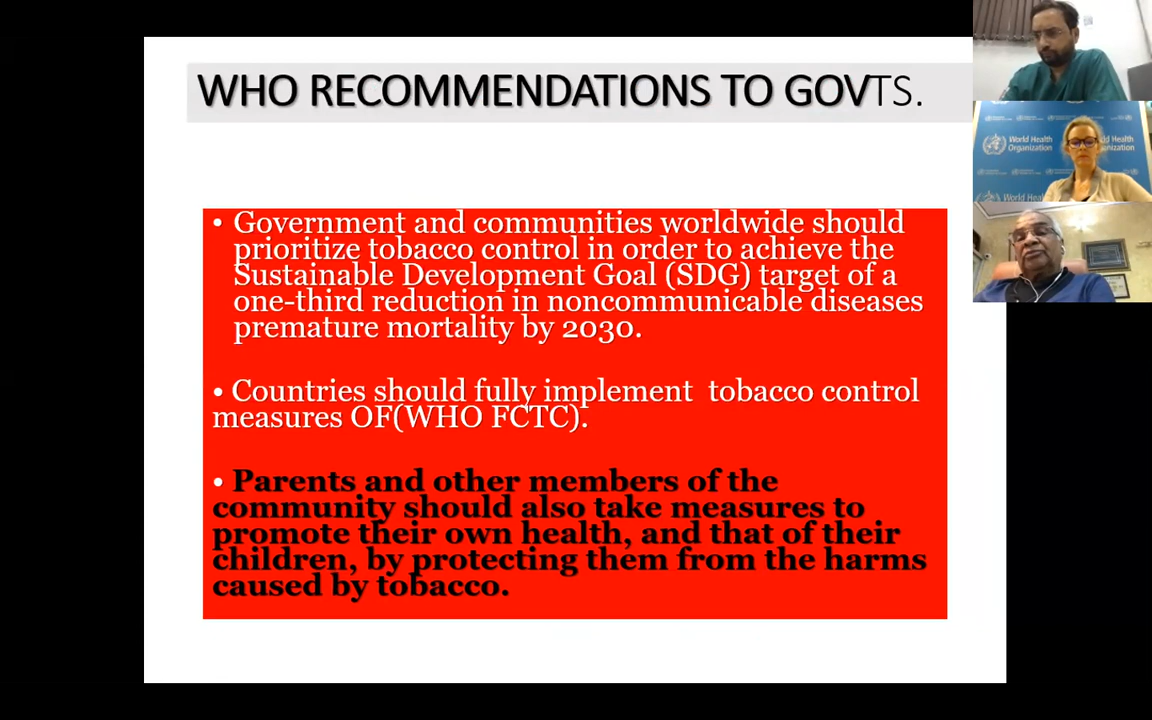 WHO RECOMMENDATIONS TO GOVTS.
• Government and communities worldwide should
prioritize tobacco control in order to achieve the
Sustainable Development Goal (SDG) target of a
one-third reduction in noncommunicable diseases
premature mortality by 2030.
• Countries should fully implement  tobacco control
measures OF(WHO FCTC).
• Parents and other members of the
community should also take measures to
promote their own health, and that of their
children, by protecting them from the harms
caused by tobacco.
World Health
Organization
World Health